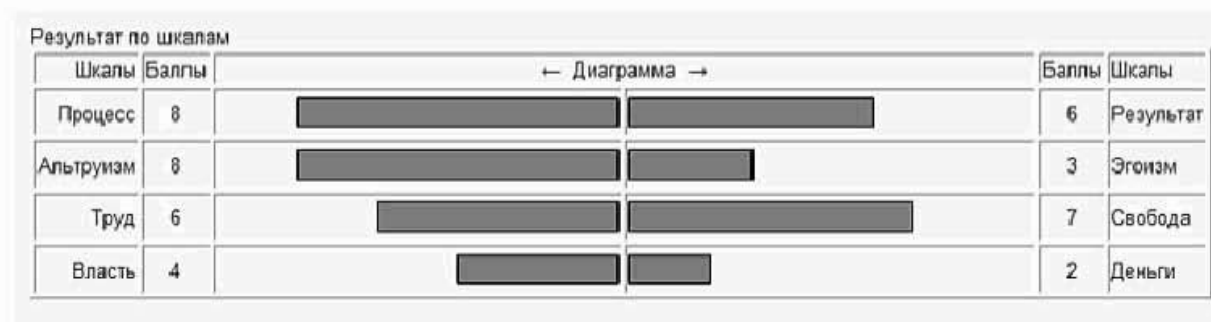 Результат по шкалам
Шкалы Баллы ← Диаграмма → Баллы Шкалы
Процесс 8 6 Результат
Альтруизм 8 3 Эгоизм
Труд 6 7 Свобода
Власть 4 2 Деньги